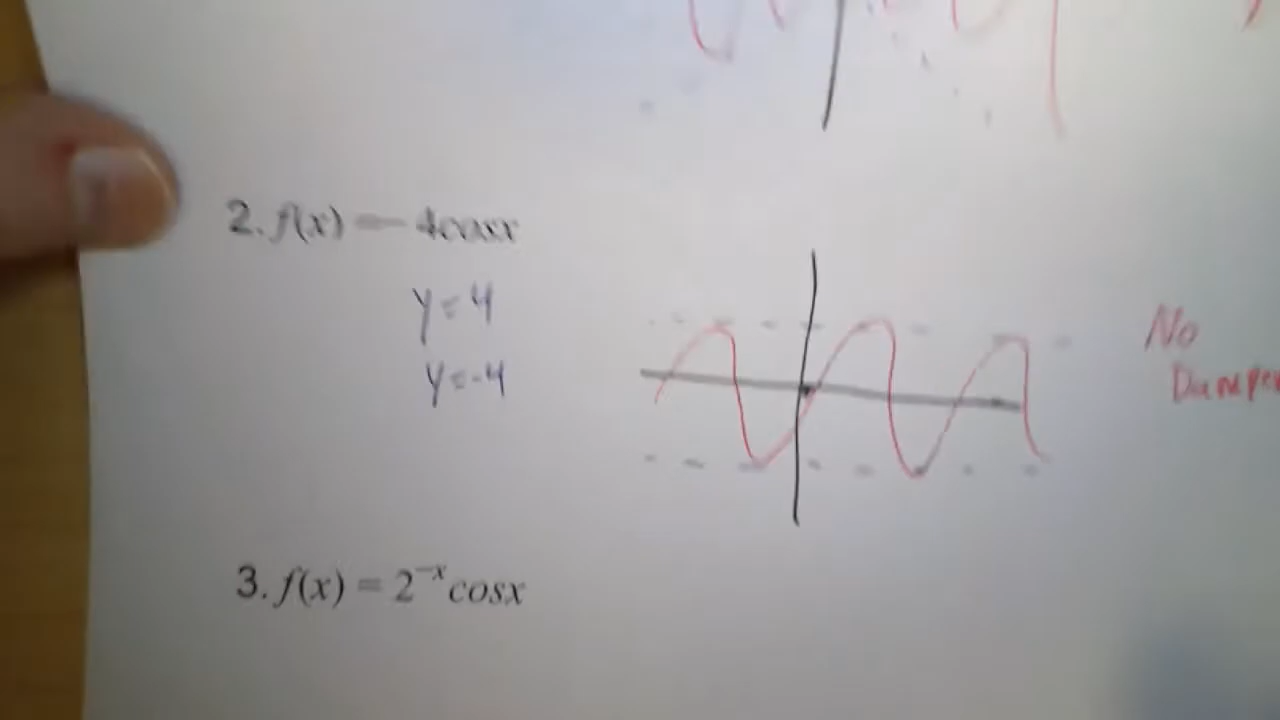 2. f(x) = 4cosx
y = 4
y = -4
No
3. f(x) = 2^{-x} cosx